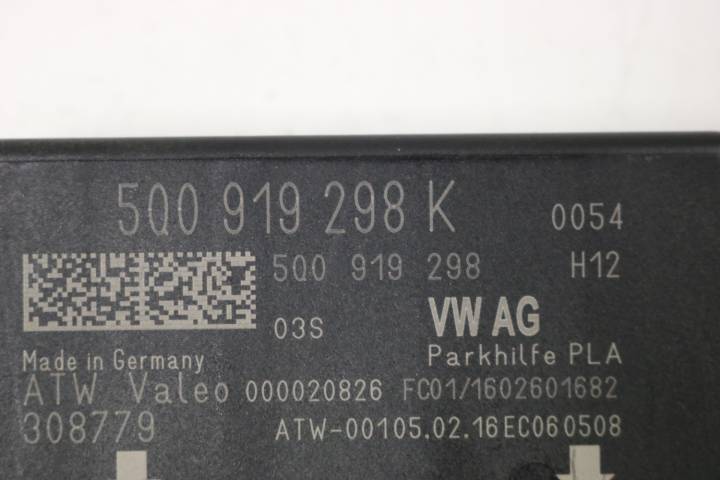 5Q0 919 298 K 0054
5Q0 919 298 H12
03S VW AG
Parkhilfe PLA
Made in Germany
ATW Valeo 000020826 FC01/1602601682
308779 ATW-00105.02.16EC060508